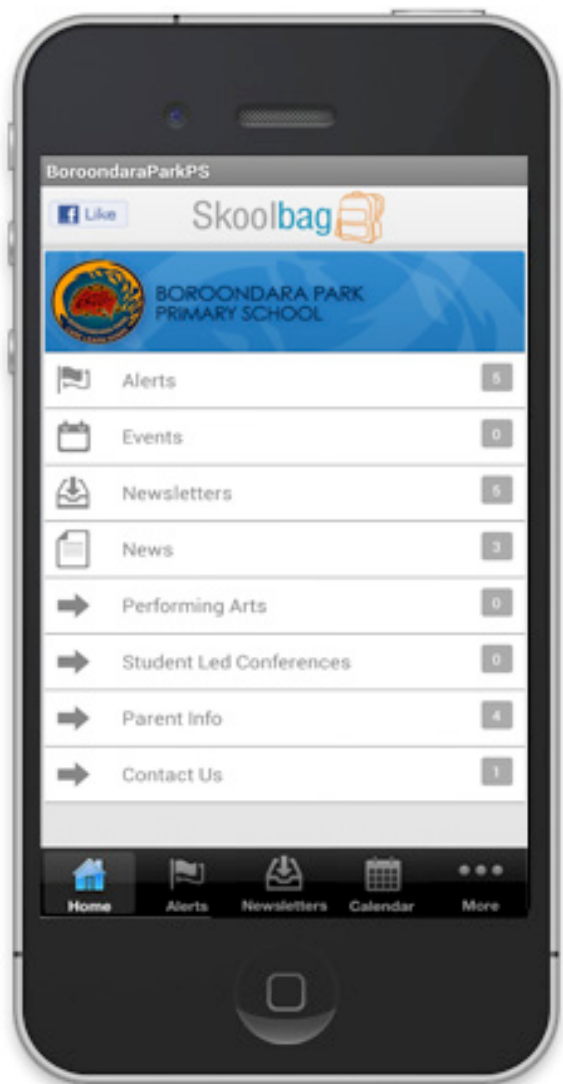 BoroondaraParkPS
Like
Skoolbag
BOROONDARA PARK
PRIMARY SCHOOL
Alerts 5
Events 0
Newsletters 5
News 3
Performing Arts 0
Student Led Conferences 0
Parent Info 4
Contact Us 1
Home Alerts Newsletters Calendar More